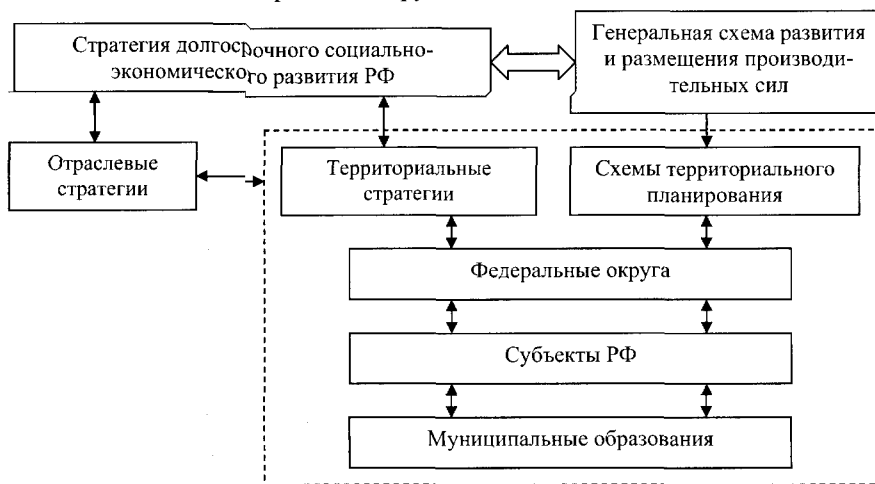 Стратегия долгосрочного социально-
экономического развития РФ
Генеральная схема развития
и размещения производи-
тельных сил
Отраслевые
стратегии
Территориальные
стратегии
Схемы территориального
планирования
Федеральные округа
Субъекты РФ
Муниципальные образования